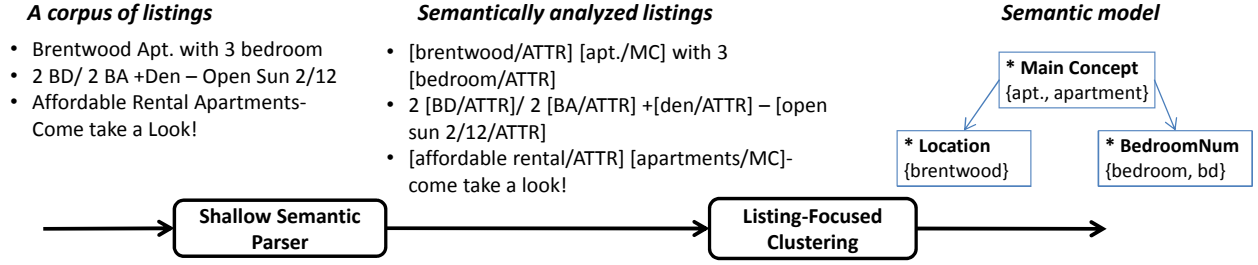 A corpus of listings
• Brentwood Apt. with 3 bedroom
• 2 BD/ 2 BA +Den – Open Sun 2/12
• Affordable Rental Apartments-
Come take a Look!
Semantically analyzed listings
• [brentwood/ATTR] [apt./MC] with 3
[bedroom/ATTR]
• 2 [BD/ATTR]/ 2 [BA/ATTR] +[den/ATTR] – [open
sun 2/12/ATTR]
• [affordable rental/ATTR] [apartments/MC]-
come take a look!
Semantic model
* Main Concept
{apt., apartment}
* Location
{brentwood}
* BedroomNum
{bedroom, bd}
Shallow Semantic
Parser
Listing-Focused
Clustering